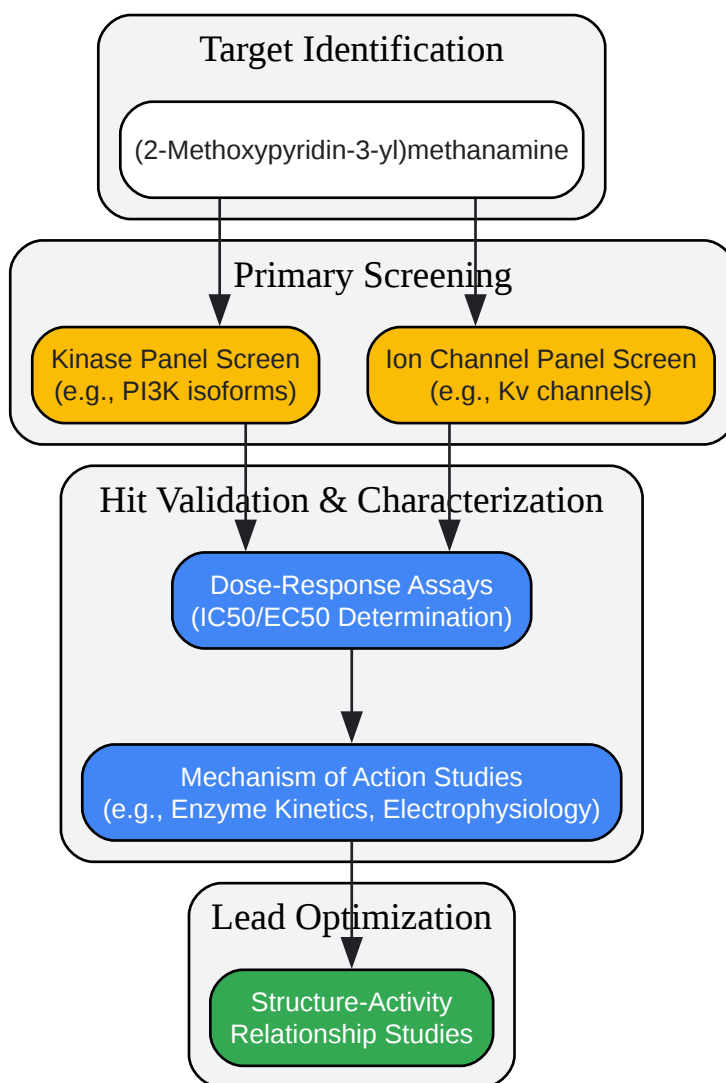 Target Identification
(2-Methoxypyridin-3-yl)methanamine
Primary Screening
Kinase Panel Screen
(e.g., PI3K isoforms)
Ion Channel Panel Screen
(e.g., Kv channels)
Hit Validation & Characterization
Dose-Response Assays
(IC50/EC50 Determination)
Mechanism of Action Studies
(e.g., Enzyme Kinetics, Electrophysiology)
Lead Optimization
Structure-Activity
Relationship Studies